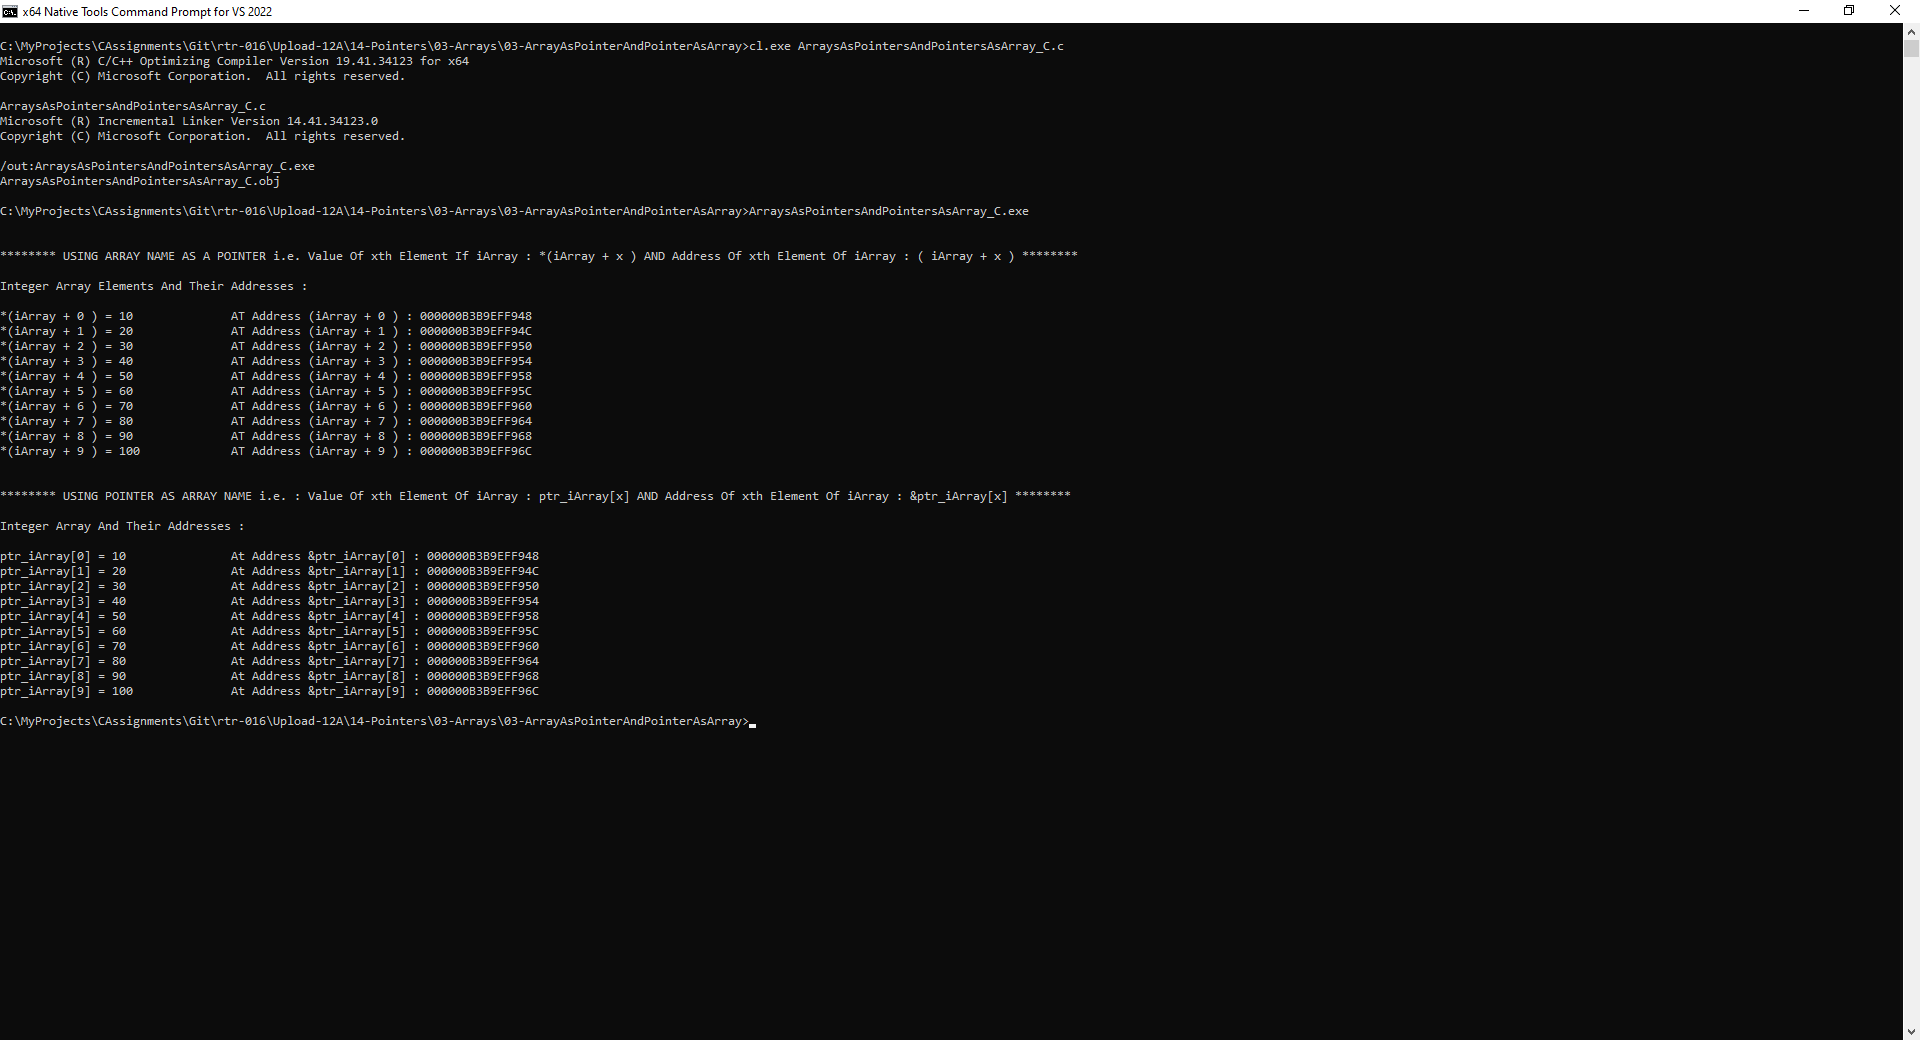 x64 Native Tools Command Prompt for VS 2022
C:\MyProjects\CAssignments\Git\rtr-016\Upload-12A\14-Pointers\03-Arrays\03-ArrayAsPointerAndPointerAsArray>cl.exe ArraysAsPointersAndPointersAsArray_C.c
Microsoft (R) C/C++ Optimizing Compiler Version 19.41.34123 for x64
Copyright (C) Microsoft Corporation.  All rights reserved.
ArraysAsPointersAndPointersAsArray_C.c
Microsoft (R) Incremental Linker Version 14.41.34123.0
Copyright (C) Microsoft Corporation.  All rights reserved.
/out:ArraysAsPointersAndPointersAsArray_C.exe
ArraysAsPointersAndPointersAsArray_C.obj
C:\MyProjects\CAssignments\Git\rtr-016\Upload-12A\14-Pointers\03-Arrays\03-ArrayAsPointerAndPointerAsArray>ArraysAsPointersAndPointersAsArray_C.exe
******** USING ARRAY NAME AS A POINTER i.e. Value Of xth Element If iArray : *(iArray + x ) AND Address Of xth Element Of iArray : ( iArray + x ) ********
Integer Array Elements And Their Addresses :
*(iArray + 0 ) = 10              AT Address (iArray + 0 ) : 000000B3B9EFF948
*(iArray + 1 ) = 20              AT Address (iArray + 1 ) : 000000B3B9EFF94C
*(iArray + 2 ) = 30              AT Address (iArray + 2 ) : 000000B3B9EFF950
*(iArray + 3 ) = 40              AT Address (iArray + 3 ) : 000000B3B9EFF954
*(iArray + 4 ) = 50              AT Address (iArray + 4 ) : 000000B3B9EFF958
*(iArray + 5 ) = 60              AT Address (iArray + 5 ) : 000000B3B9EFF95C
*(iArray + 6 ) = 70              AT Address (iArray + 6 ) : 000000B3B9EFF960
*(iArray + 7 ) = 80              AT Address (iArray + 7 ) : 000000B3B9EFF964
*(iArray + 8 ) = 90              AT Address (iArray + 8 ) : 000000B3B9EFF968
*(iArray + 9 ) = 100             AT Address (iArray + 9 ) : 000000B3B9EFF96C
******** USING POINTER AS ARRAY NAME i.e. : Value Of xth Element Of iArray : ptr_iArray[x] AND Address Of xth Element Of iArray : &ptr_iArray[x] ********
Integer Array And Their Addresses :
ptr_iArray[0] = 10               At Address &ptr_iArray[0] : 000000B3B9EFF948
ptr_iArray[1] = 20               At Address &ptr_iArray[1] : 000000B3B9EFF94C
ptr_iArray[2] = 30               At Address &ptr_iArray[2] : 000000B3B9EFF950
ptr_iArray[3] = 40               At Address &ptr_iArray[3] : 000000B3B9EFF954
ptr_iArray[4] = 50               At Address &ptr_iArray[4] : 000000B3B9EFF958
ptr_iArray[5] = 60               At Address &ptr_iArray[5] : 000000B3B9EFF95C
ptr_iArray[6] = 70               At Address &ptr_iArray[6] : 000000B3B9EFF960
ptr_iArray[7] = 80               At Address &ptr_iArray[7] : 000000B3B9EFF964
ptr_iArray[8] = 90               At Address &ptr_iArray[8] : 000000B3B9EFF968
ptr_iArray[9] = 100              At Address &ptr_iArray[9] : 000000B3B9EFF96C
C:\MyProjects\CAssignments\Git\rtr-016\Upload-12A\14-Pointers\03-Arrays\03-ArrayAsPointerAndPointerAsArray>